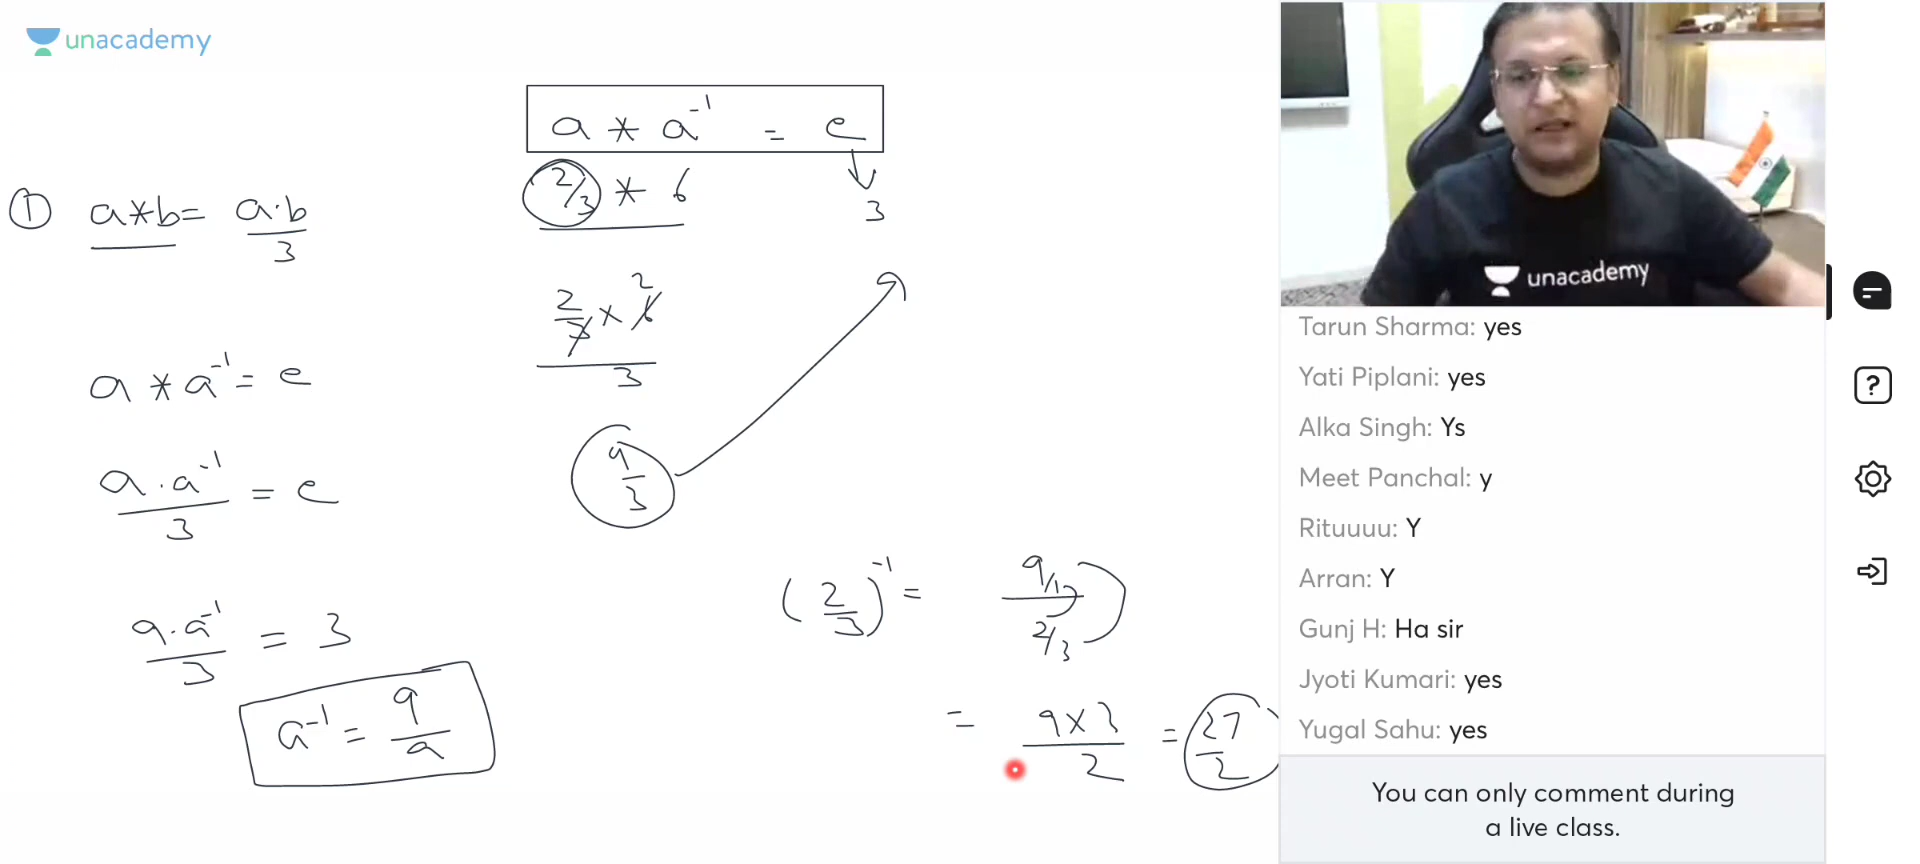 unacademy
a * a⁻¹ = e
2/3 * 6
3
① a*b = a·b/3
2/3 × 6 2
3
a * a⁻¹ = e
a·a⁻¹/3 = e
9/3
(2/3)⁻¹ =
2/3
a·a⁻¹/3 = 3
a⁻¹ = 9/a
= 9×3/2 = 27/2
unacademy
Tarun Sharma: yes
Yati Piplani: yes
Alka Singh: Ys
Meet Panchal: y
Rituuuu: Y
Arran: Y
Gunj H: Ha sir
Jyoti Kumari: yes
Yugal Sahu: yes
You can only comment during
a live class.
?